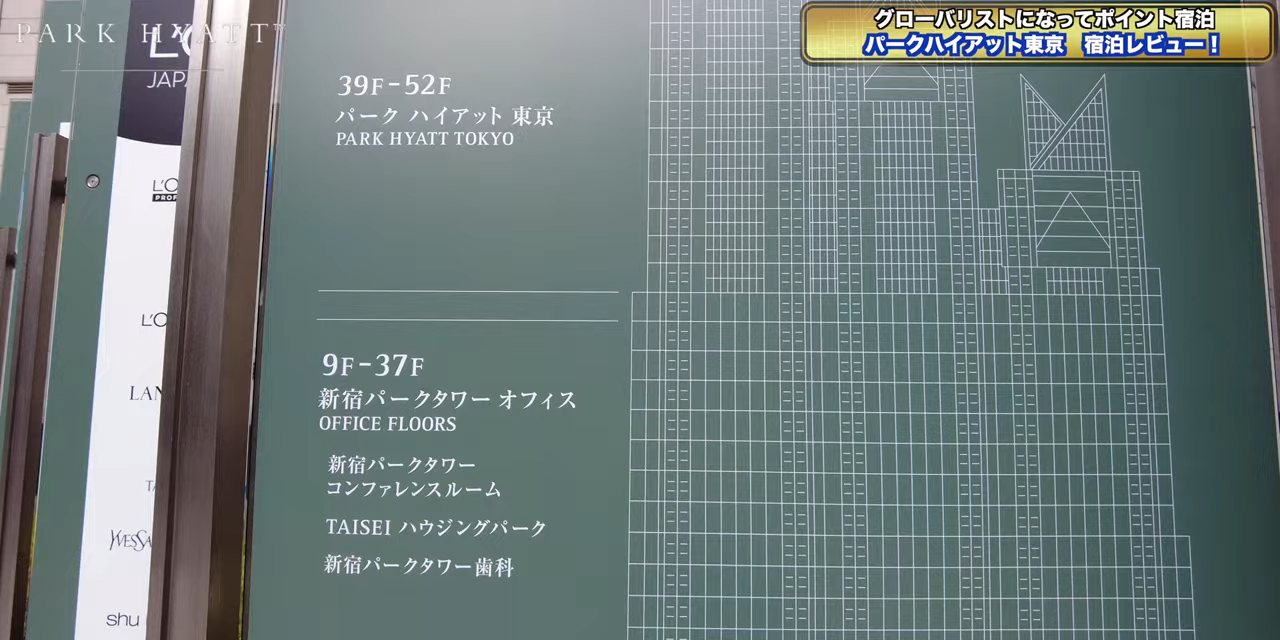 PARK HYATT™
グローバリストになってポイント宿泊
パークハイアット東京 宿泊レビュー！
JAPA
L'O
PROF
L'O
LAN
YVESSA
shu
39F-52F
パーク ハイアット 東京
PARK HYATT TOKYO
9F-37F
新宿パークタワー オフィス
OFFICE FLOORS
新宿パークタワー
コンファレンスルーム
TAISEI ハウジングパーク
新宿パークタワー歯科